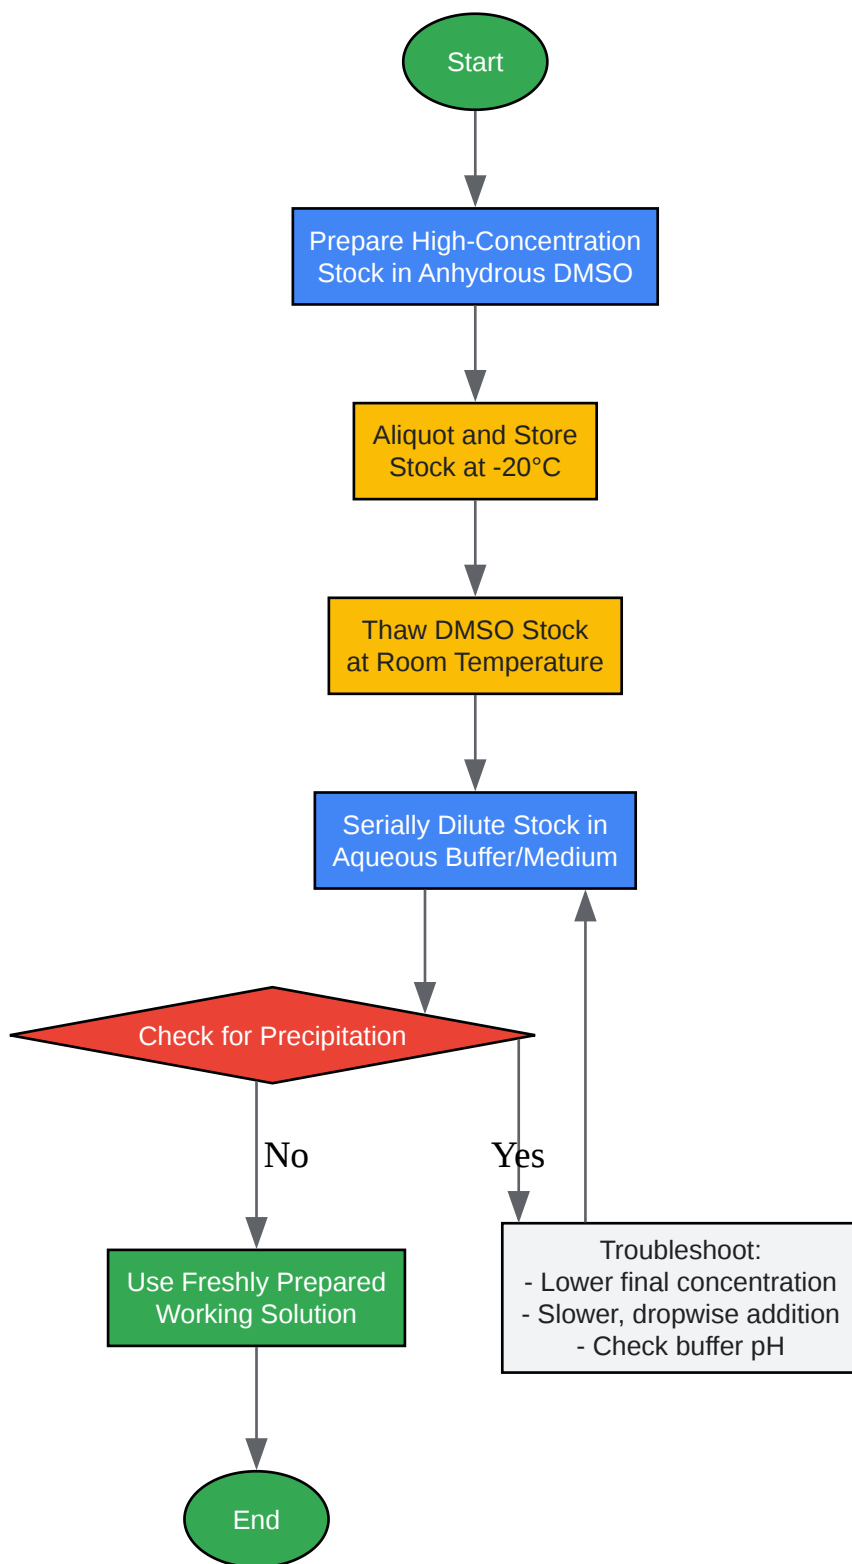 Start
Prepare High-Concentration
Stock in Anhydrous DMSO
Aliquot and Store
Stock at -20°C
Thaw DMSO Stock
at Room Temperature
Serially Dilute Stock in
Aqueous Buffer/Medium
Check for Precipitation
No
Yes
Use Freshly Prepared
Working Solution
Troubleshoot:
- Lower final concentration
- Slower, dropwise addition
- Check buffer pH
End